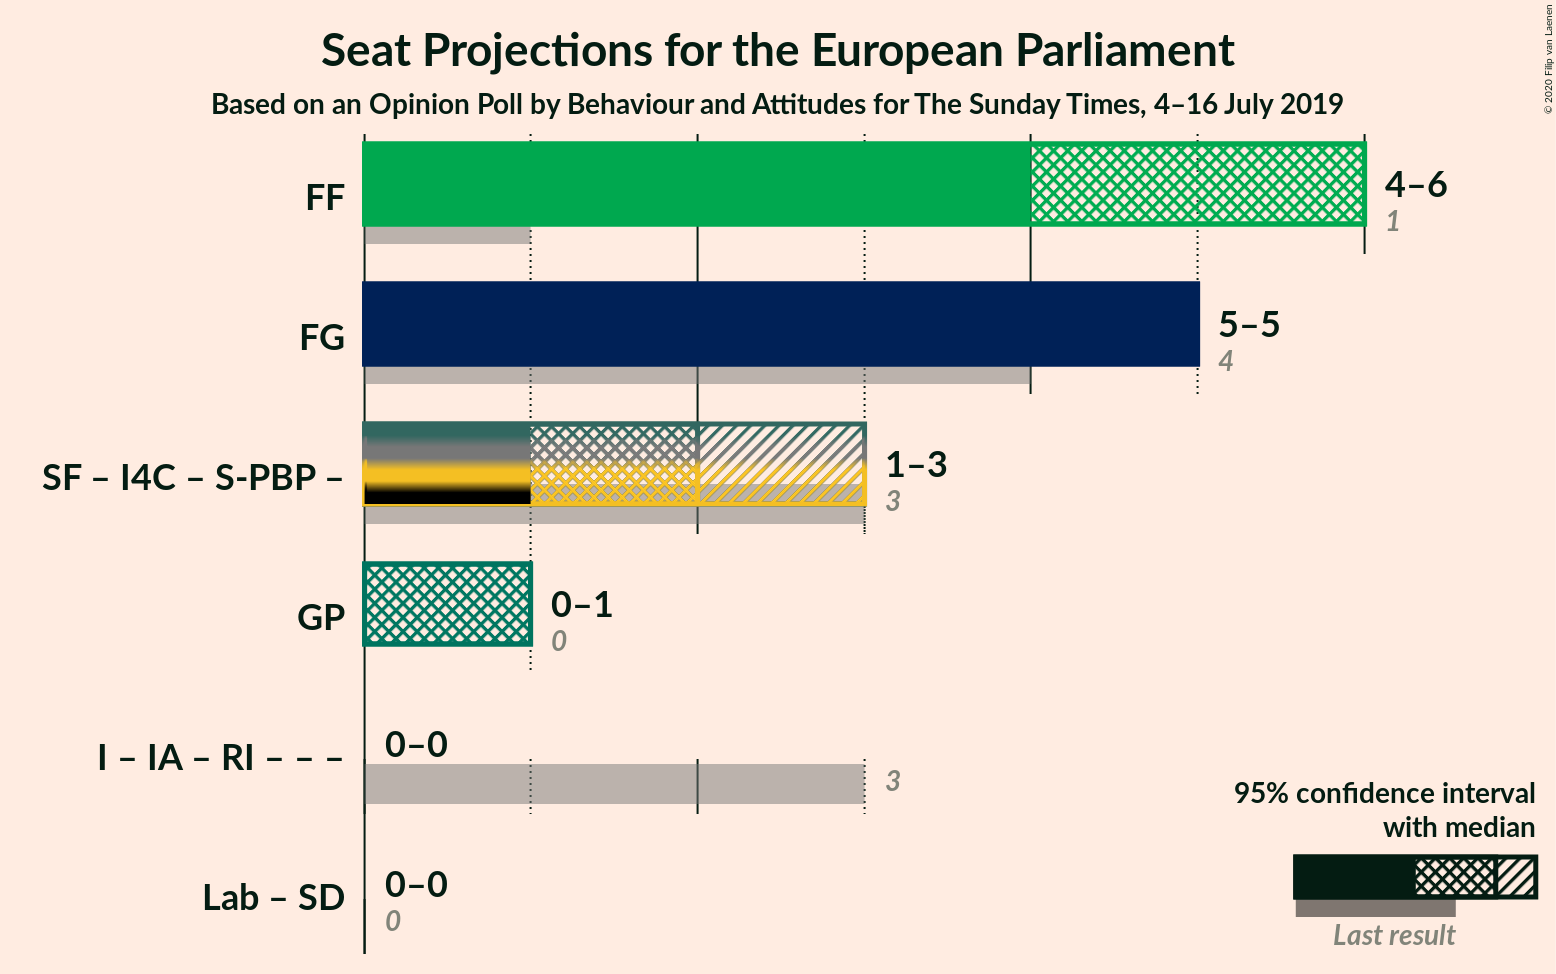 Seat Projections for the European Parliament
Based on an Opinion Poll by Behaviour and Attitudes for The Sunday Times, 4–16 July 2019
© 2020 Filip van Laenen
FF
4–6
1
FG
5–5
4
SF – I4C – S-PBP –
1–3
3
GP
0–1
0
I – IA – RI – – –
0–0
3
Lab – SD
0–0
0
95% confidence interval
with median
Last result